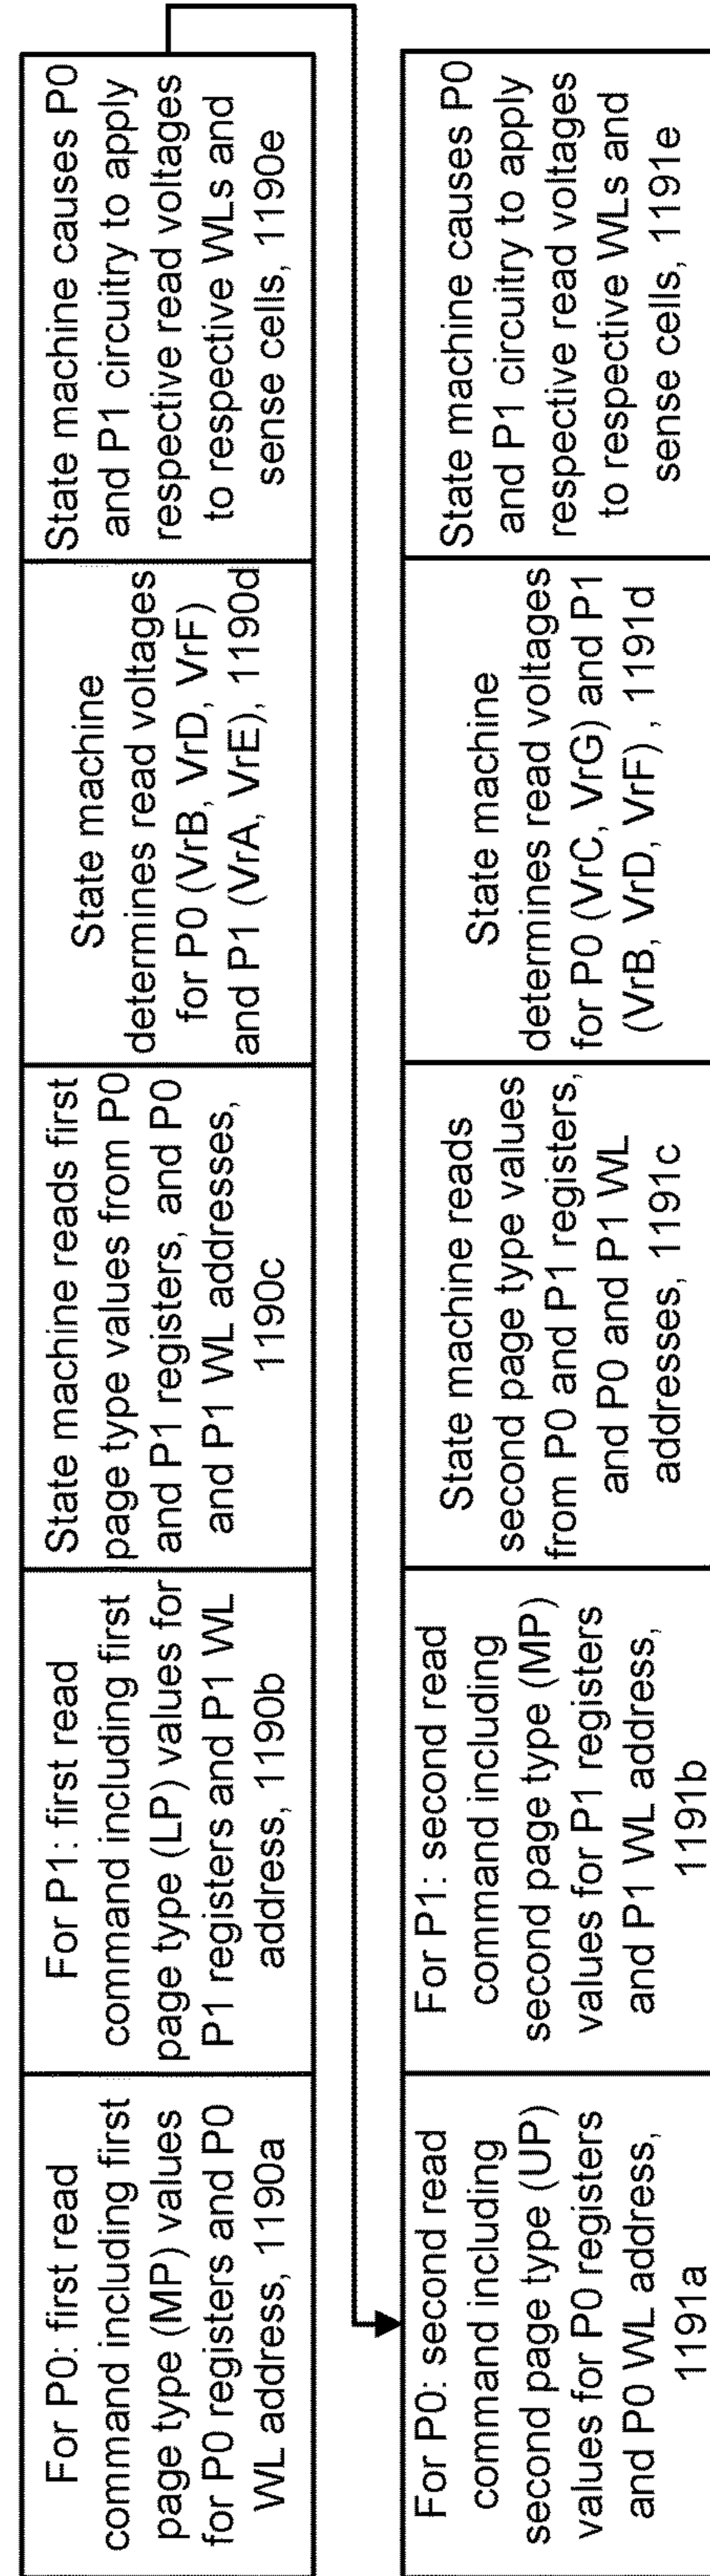 For P0: first read
command including first
page type (MP) values
for P0 registers and P0
WL address, 1190a
For P1: first read
command including first
page type (LP) values for
P1 registers and P1 WL
address, 1190b
State machine reads first
page type values from P0
and P1 registers, and P0
and P1 WL addresses,
1190c
State machine
determines read voltages
for P0 (VrB, VrD, VrF)
and P1 (VrA, VrE), 1190d
State machine causes P0
and P1 circuitry to apply
respective read voltages
to respective WLs and
sense cells, 1190e
For P0: second read
command including
second page type (UP)
values for P0 registers
and P0 WL address,
1191a
For P1: second read
command including
second page type (MP)
values for P1 registers
and P1 WL address,
1191b
State machine reads
second page type values
from P0 and P1 registers,
and P0 and P1 WL
addresses, 1191c
State machine
determines read voltages
for P0 (VrC, VrG) and P1
(VrB, VrD, VrF) , 1191d
State machine causes P0
and P1 circuitry to apply
respective read voltages
to respective WLs and
sense cells, 1191e